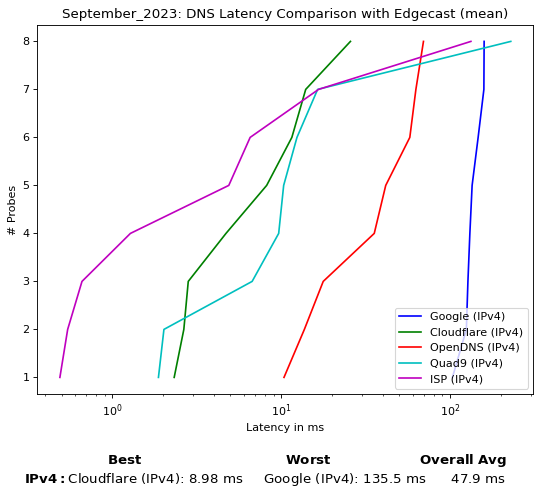 September_2023: DNS Latency Comparison with Edgecast (mean)
8
7
6
5
4
3
2
1
# Probes
Google (IPv4)
Cloudflare (IPv4)
OpenDNS (IPv4)
Quad9 (IPv4)
ISP (IPv4)
10⁰ 10¹ 10²
Latency in ms
Best Worst Overall Avg
IPv4: Cloudflare (IPv4): 8.98 ms Google (IPv4): 135.5 ms 47.9 ms